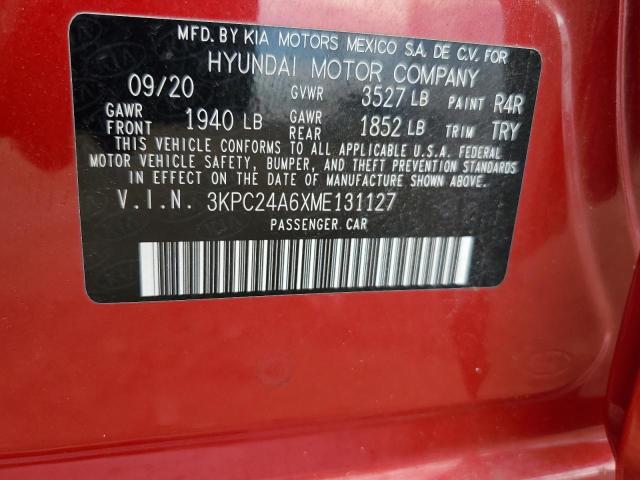 MFD. BY KIA MOTORS MEXICO S.A. DE C.V. FOR
HYUNDAI MOTOR COMPANY
09/20 GVWR 3527 LB PAINT R4R
GAWR FRONT 1940 LB GAWR REAR 1852 LB TRIM TRY
THIS VEHICLE CONFORMS TO ALL APPLICABLE U.S.A. FEDERAL
MOTOR VEHICLE SAFETY, BUMPER, AND THEFT PREVENTION STANDARDS
IN EFFECT ON THE DATE OF MANUFACTURE SHOWN ABOVE.
V.I.N. 3KPC24A6XME131127
PASSENGER CAR